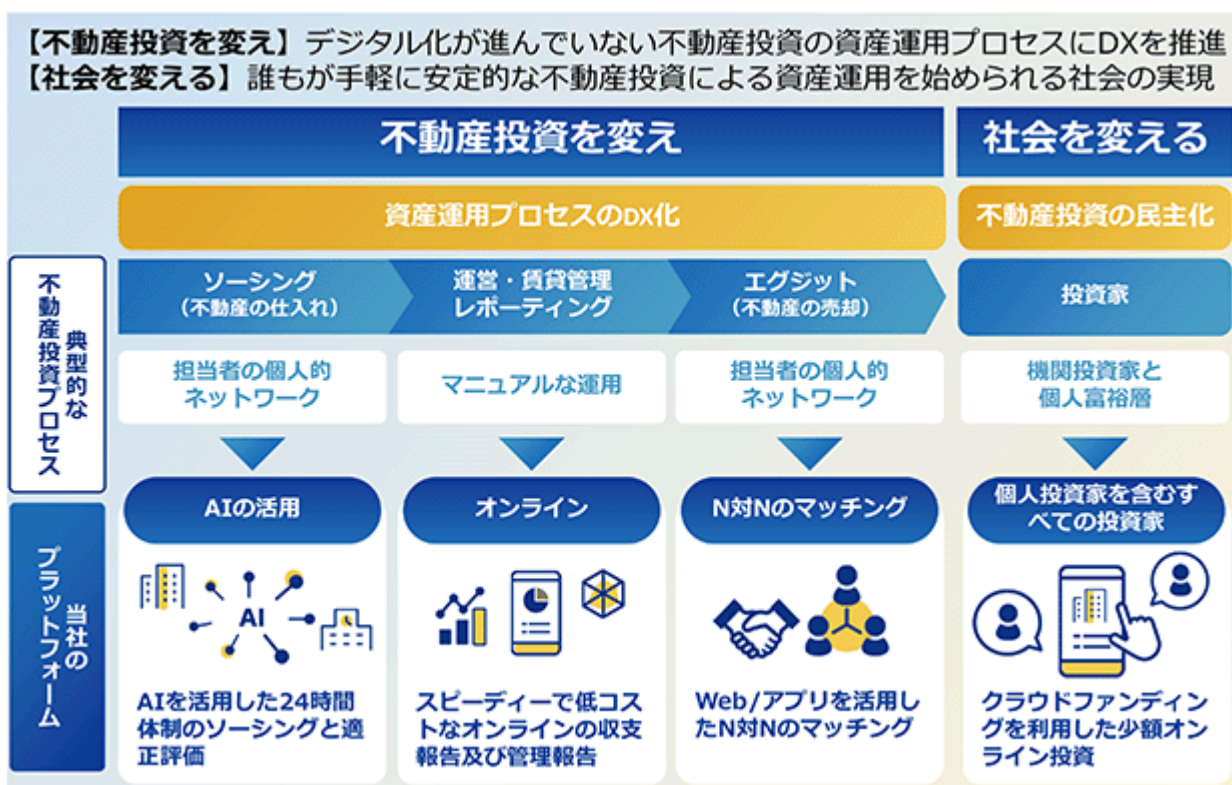 【不動産投資を変え】デジタル化が進んでいない不動産投資の資産運用プロセスにDXを推進
【社会を変える】誰もが手軽に安定的な不動産投資による資産運用を始められる社会の実現
不動産投資を変え
社会を変える
資産運用プロセスのDX化
不動産投資の民主化
典型的な
不動産投資プロセス
ソーシング
(不動産の仕入れ)
運営・賃貸管理
レポーティング
エグジット
(不動産の売却)
投資家
担当者の個人的
ネットワーク
マニュアルな運用
担当者の個人的
ネットワーク
機関投資家と
個人富裕層
当社の
プラットフォーム
AIの活用
オンライン
N対Nのマッチング
個人投資家を含むす
べての投資家
AI
AIを活用した24時間
体制のソーシングと適
正評価
スピーディーで低コス
トなオンラインの収支
報告及び管理報告
Web/アプリを活用し
たN対Nのマッチング
クラウドファンディン
グを利用した少額オン
ライン投資